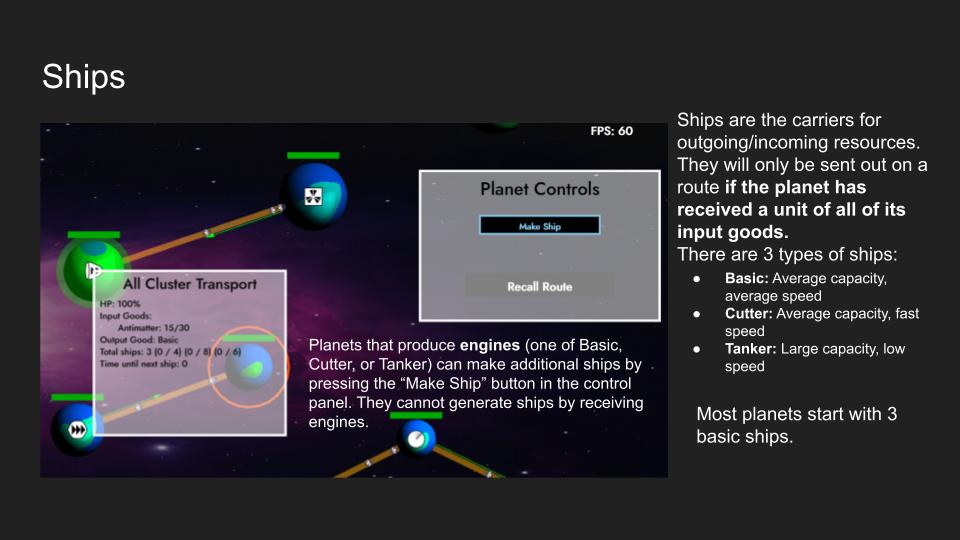 Ships
FPS: 60
Planet Controls
Make Ship
Recall Route
All Cluster Transport
HP: 100%
Input Goods:
Antimatter: 15/30
Output Good: Basic
Total ships: 3 (0 / 4) (0 / 8) (0 / 6)
Time until next ship: 0
Planets that produce engines (one of Basic,
Cutter, or Tanker) can make additional ships by
pressing the “Make Ship” button in the control
panel. They cannot generate ships by receiving
engines.
Ships are the carriers for
outgoing/incoming resources.
They will only be sent out on a
route if the planet has
received a unit of all of its
input goods.
There are 3 types of ships:
● Basic: Average capacity,
average speed
● Cutter: Average capacity, fast
speed
● Tanker: Large capacity, low
speed
Most planets start with 3
basic ships.